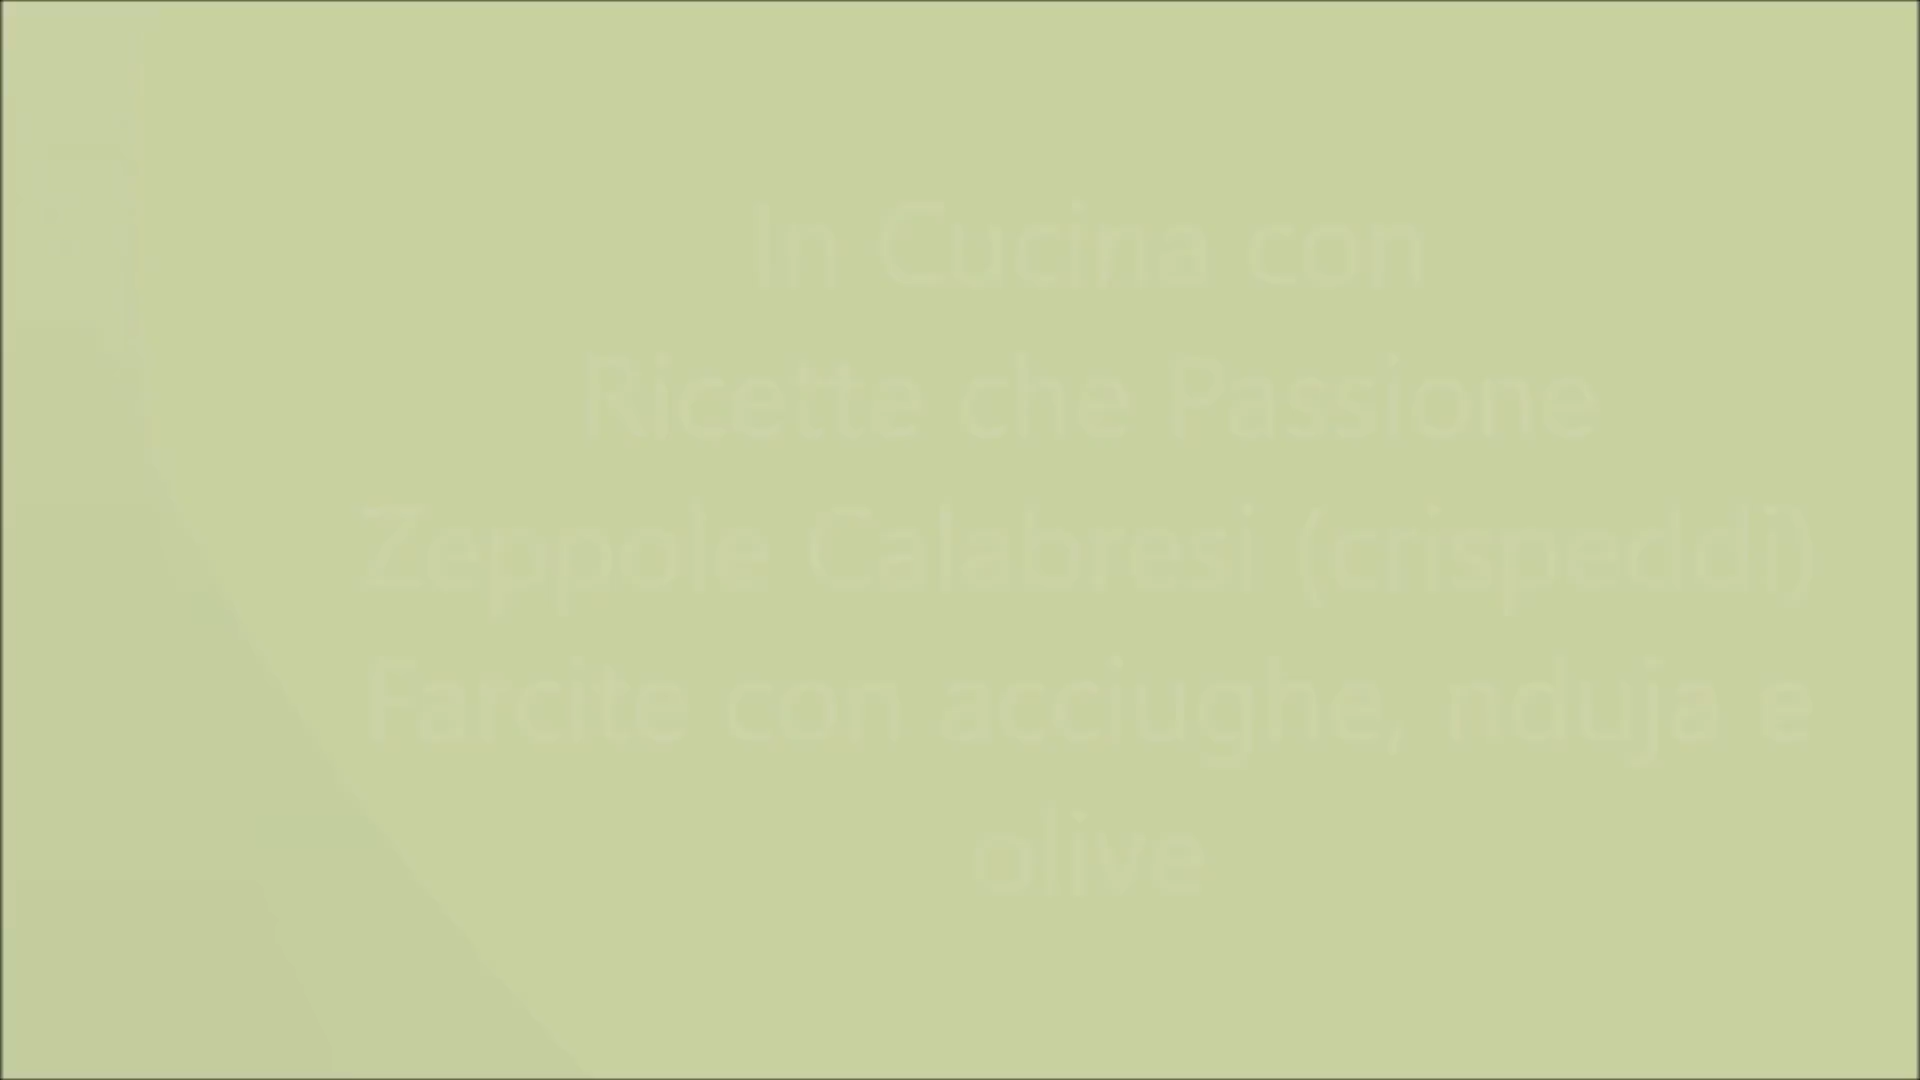 In Cucina con
Ricette che Passione
Zeppole Calabresi (crispeddi)
Farcite con acciughe, nduja e
olive